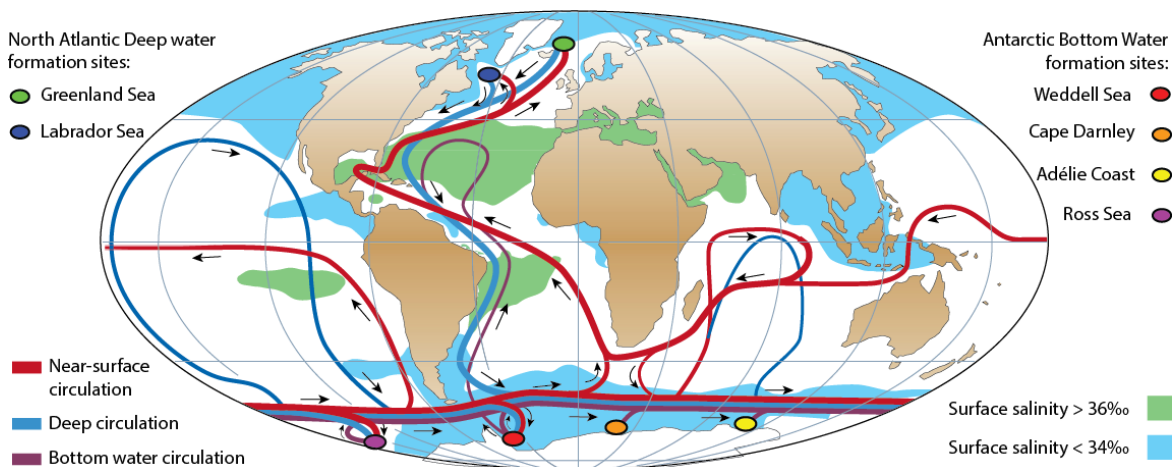 North Atlantic Deep water
formation sites:
Greenland Sea
Labrador Sea
Antarctic Bottom Water
formation sites:
Weddell Sea
Cape Darnley
Adélie Coast
Ross Sea
Near-surface
circulation
Deep circulation
Bottom water circulation
Surface salinity > 36‰
Surface salinity < 34‰